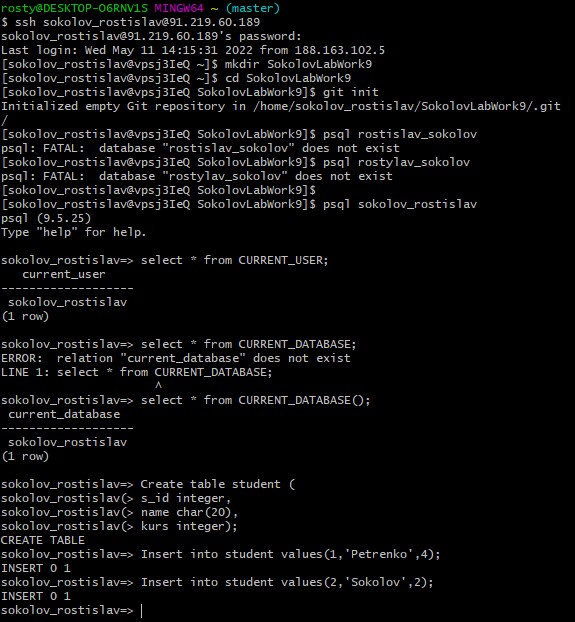 rosty@DESKTOP-O6RNV1S MINGW64 ~ (master)
$ ssh sokolov_rostislav@91.219.60.189
sokolov_rostislav@91.219.60.189's password:
Last login: Wed May 11 14:15:31 2022 from 188.163.102.5
[sokolov_rostislav@vpsj3IeQ ~]$ mkdir SokolovLabWork9
[sokolov_rostislav@vpsj3IeQ ~]$ cd SokolovLabWork9
[sokolov_rostislav@vpsj3IeQ SokolovLabWork9]$ git init
Initialized empty Git repository in /home/sokolov_rostislav/SokolovLabWork9/.git
/
[sokolov_rostislav@vpsj3IeQ SokolovLabWork9]$ psql rostislav_sokolov
psql: FATAL:  database "rostislav_sokolov" does not exist
[sokolov_rostislav@vpsj3IeQ SokolovLabWork9]$ psql rostylav_sokolov
psql: FATAL:  database "rostylav_sokolov" does not exist
[sokolov_rostislav@vpsj3IeQ SokolovLabWork9]$
[sokolov_rostislav@vpsj3IeQ SokolovLabWork9]$ psql sokolov_rostislav
psql (9.5.25)
Type "help" for help.

sokolov_rostislav=> select * from CURRENT_USER;
   current_user
-------------------
 sokolov_rostislav
(1 row)

sokolov_rostislav=> select * from CURRENT_DATABASE;
ERROR:  relation "current_database" does not exist
LINE 1: select * from CURRENT_DATABASE;
                      ^
sokolov_rostislav=> select * from CURRENT_DATABASE();
 current_database
-------------------
 sokolov_rostislav
(1 row)

sokolov_rostislav=> Create table student (
sokolov_rostislav(> s_id integer,
sokolov_rostislav(> name char(20),
sokolov_rostislav(> kurs integer);
CREATE TABLE
sokolov_rostislav=> Insert into student values(1,'Petrenko',4);
INSERT 0 1
sokolov_rostislav=> Insert into student values(2,'Sokolov',2);
INSERT 0 1
sokolov_rostislav=>